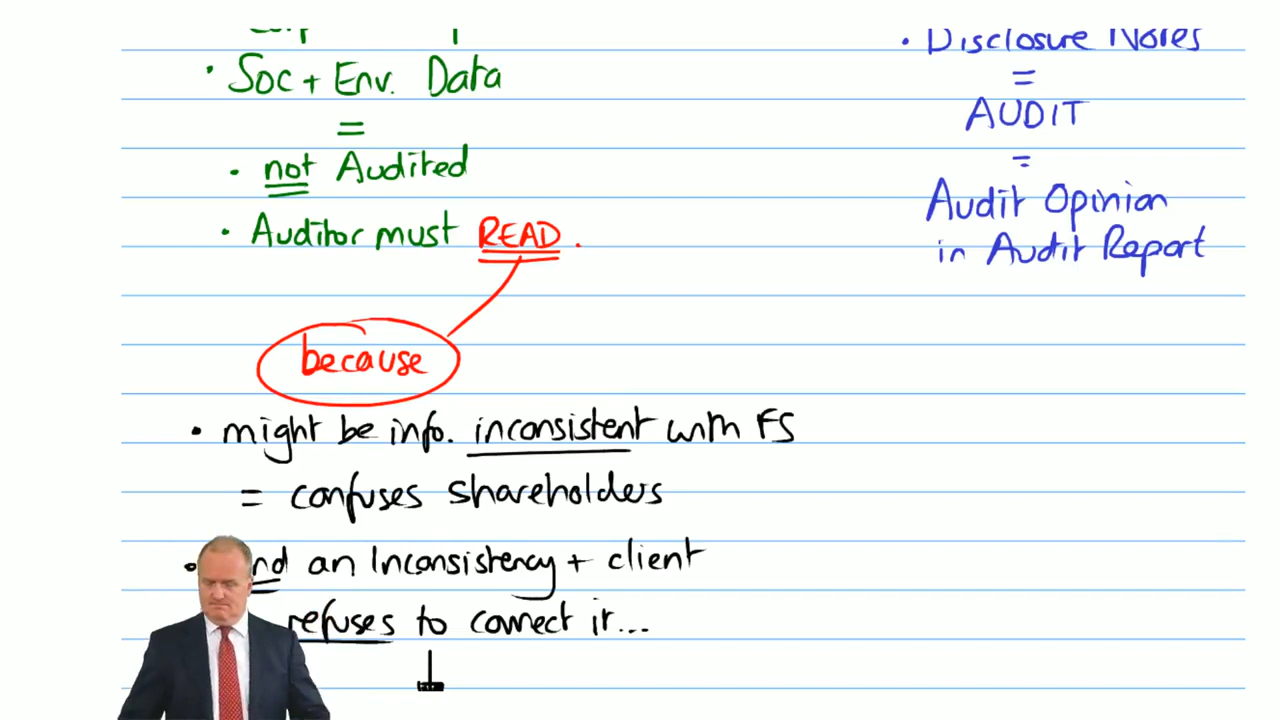 • Soc + Env. Data
=
• not Audited
• Auditor must READ.
because
• might be info. inconsistent with FS
= confuses shareholders
• an Inconsistency + client
refuses to correct it...
• Disclosure Notes
=
AUDIT
=
Audit Opinion
in Audit Report